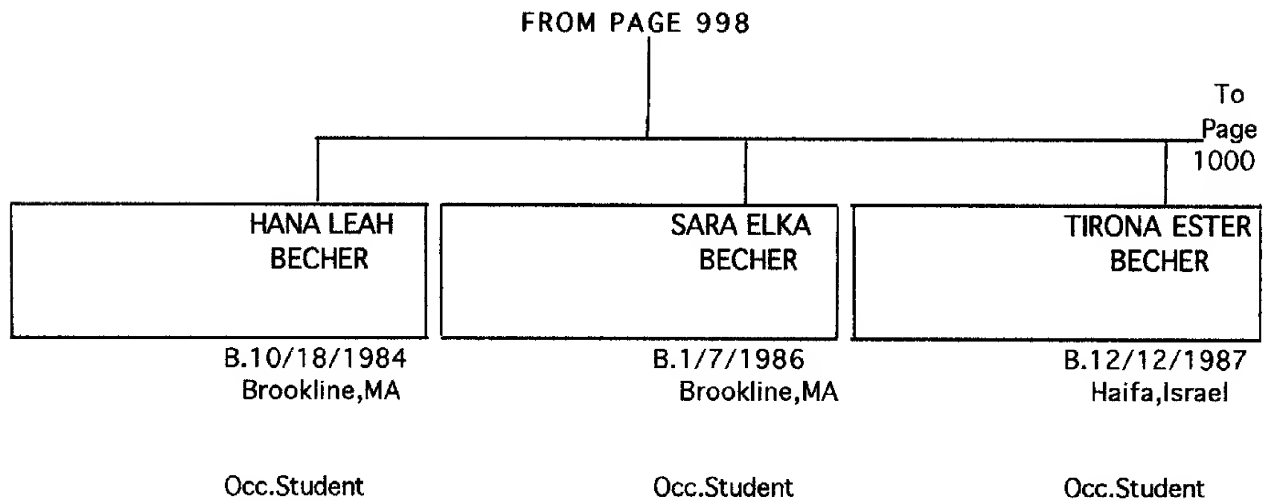 FROM PAGE 998
To
Page
1000
HANA LEAH
BECHER
B.10/18/1984
Brookline,MA
Occ.Student
SARA ELKA
BECHER
B.1/7/1986
Brookline,MA
Occ.Student
TIRONA ESTER
BECHER
B.12/12/1987
Haifa,Israel
Occ.Student